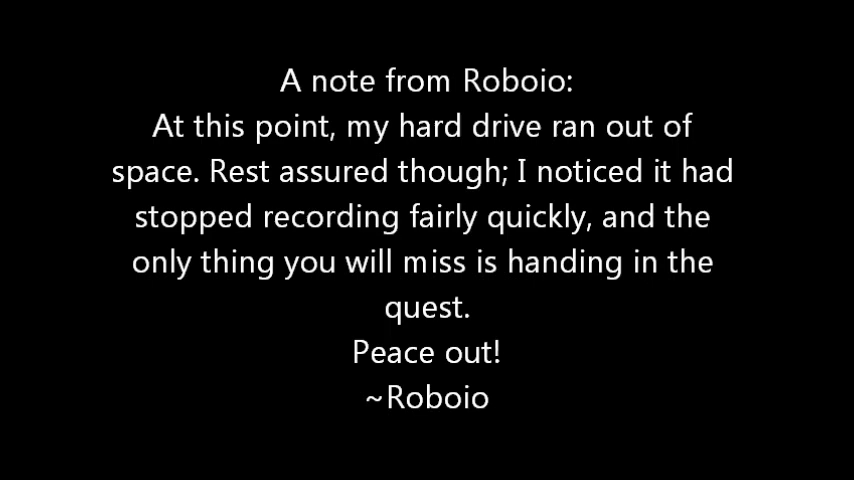 A note from Roboio:
At this point, my hard drive ran out of
space. Rest assured though; I noticed it had
stopped recording fairly quickly, and the
only thing you will miss is handing in the
quest.
Peace out!
~Roboio